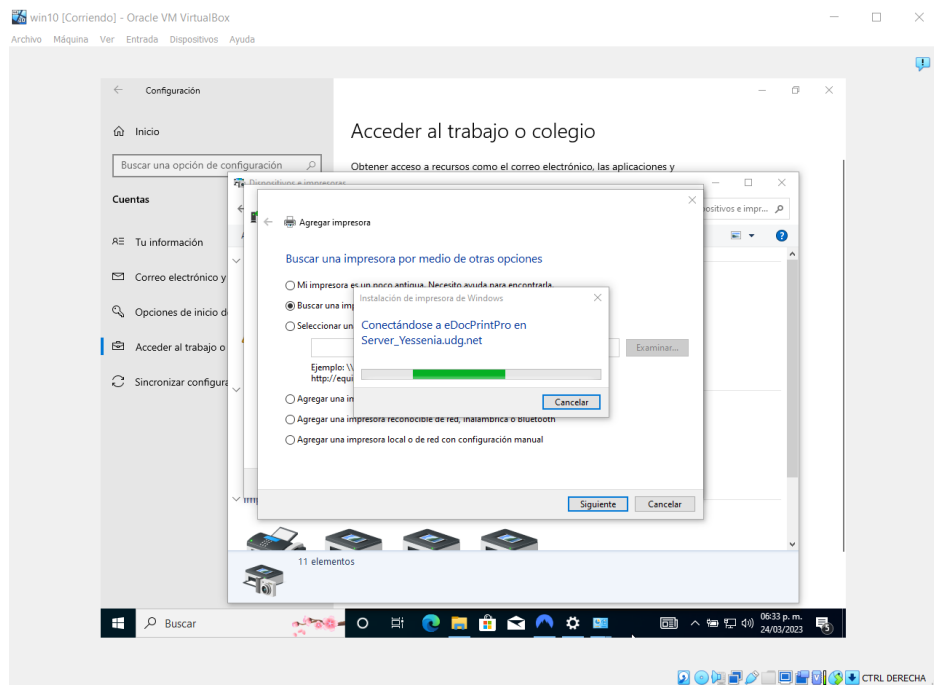 win10 [Corriendo] - Oracle VM VirtualBox
Archivo Máquina Ver Entrada Dispositivos Ayuda
Configuración
Inicio
Buscar una opción de configuración
Cuentas
Tu información
Correo electrónico y
Opciones de inicio d
Acceder al trabajo o
Sincronizar configura
Acceder al trabajo o colegio
Obtener acceso a recursos como el correo electrónico, las aplicaciones y
Dispositivos e impresoras
ositivos e impr...
Agregar impresora
Buscar una impresora por medio de otras opciones
Mi impresora es un poco antigua. Necesito ayuda para encontrarla.
Buscar una imp
Seleccionar un
Examinar...
Ejemplo: \\
http://equi
Agregar una in
Agregar una impresora reconocible de red, inalámbrica o Bluetooth
Agregar una impresora local o de red con configuración manual
Siguiente Cancelar
Instalación de impresora de Windows
Conectándose a eDocPrintPro en
Server_Yessenia.udg.net
Cancelar
11 elementos
Buscar
06:33 p. m.
24/03/2023
5
CTRL DERECHA